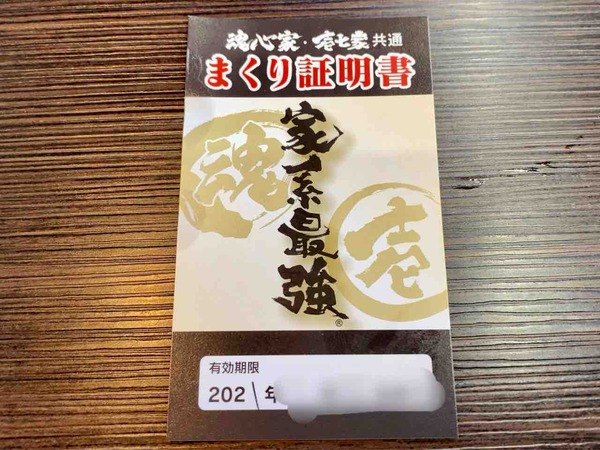 魂心家・壱七家 共通
まくり証明書
魂
家系最強
®
壱
有効期限
202 \ 年